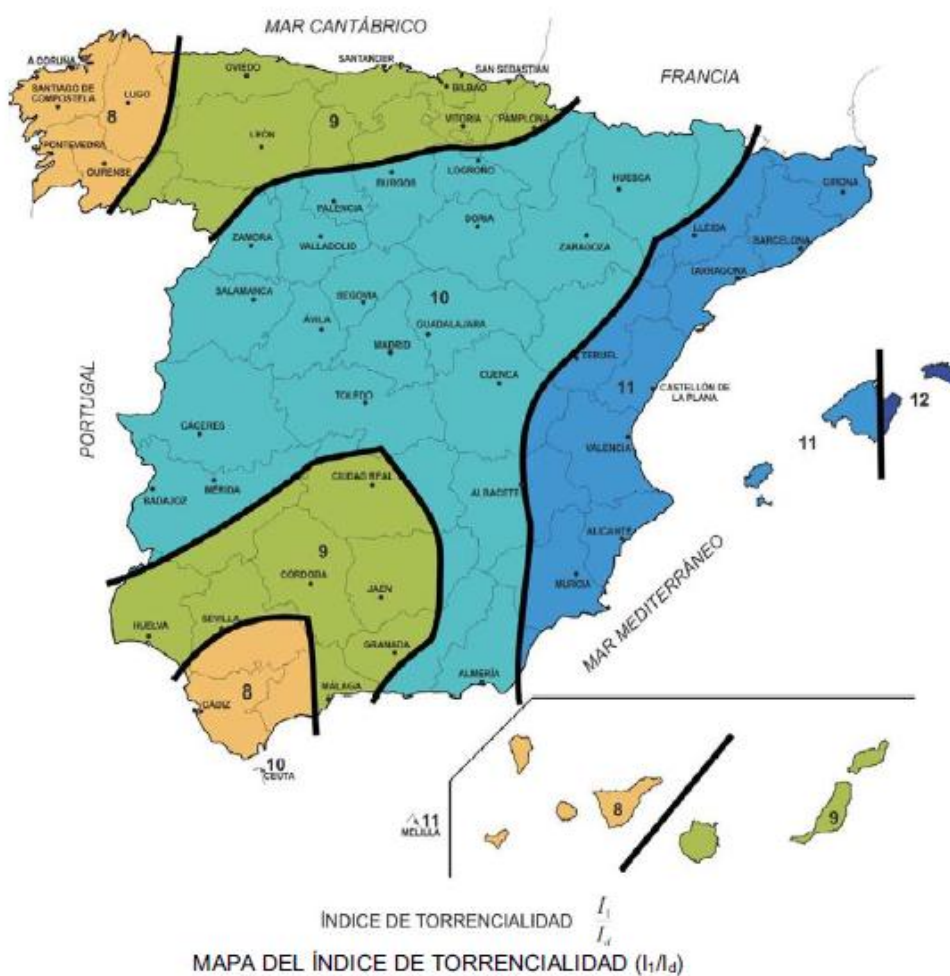 MAR CANTÁBRICO
A CORUÑA
SANTANDER
OVIEDO
SAN SEBASTIÁN
FRANCIA
SANTIAGO DE
COMPOSTELA
LUGO
BILBAO
8
9
VITORIA
PAMPLONA
LEÓN
PONTEVEDRA
OURENSE
LOGROÑO
BURGOS
HUESCA
GIRONA
PALENCIA
SORIA
ZAMORA
VALLADOLID
ZARAGOZA
LLEIDA
BARCELONA
TARRAGONA
SALAMANCA
SEGOVIA
10
ÁVILA
GUADALAJARA
MADRID
TERUEL
CUENCA
11
CASTELLÓN DE
LA PLANA
12
PORTUGAL
TOLEDO
CÁCERES
VALENCIA
11
CIUDAD REAL
ALBACETE
MÉRIDA
BADAJOZ
ALICANTE
9
CÓRDOBA
MURCIA
JAÉN
MAR MEDITERRÁNEO
HUELVA
SEVILLA
GRANADA
ALMERÍA
8
MÁLAGA
CÁDIZ
10
CEUTA
11
MELILLA
8
9
ÍNDICE DE TORRENCIALIDAD I₁/I_d
MAPA DEL ÍNDICE DE TORRENCIALIDAD (I₁/I_d)